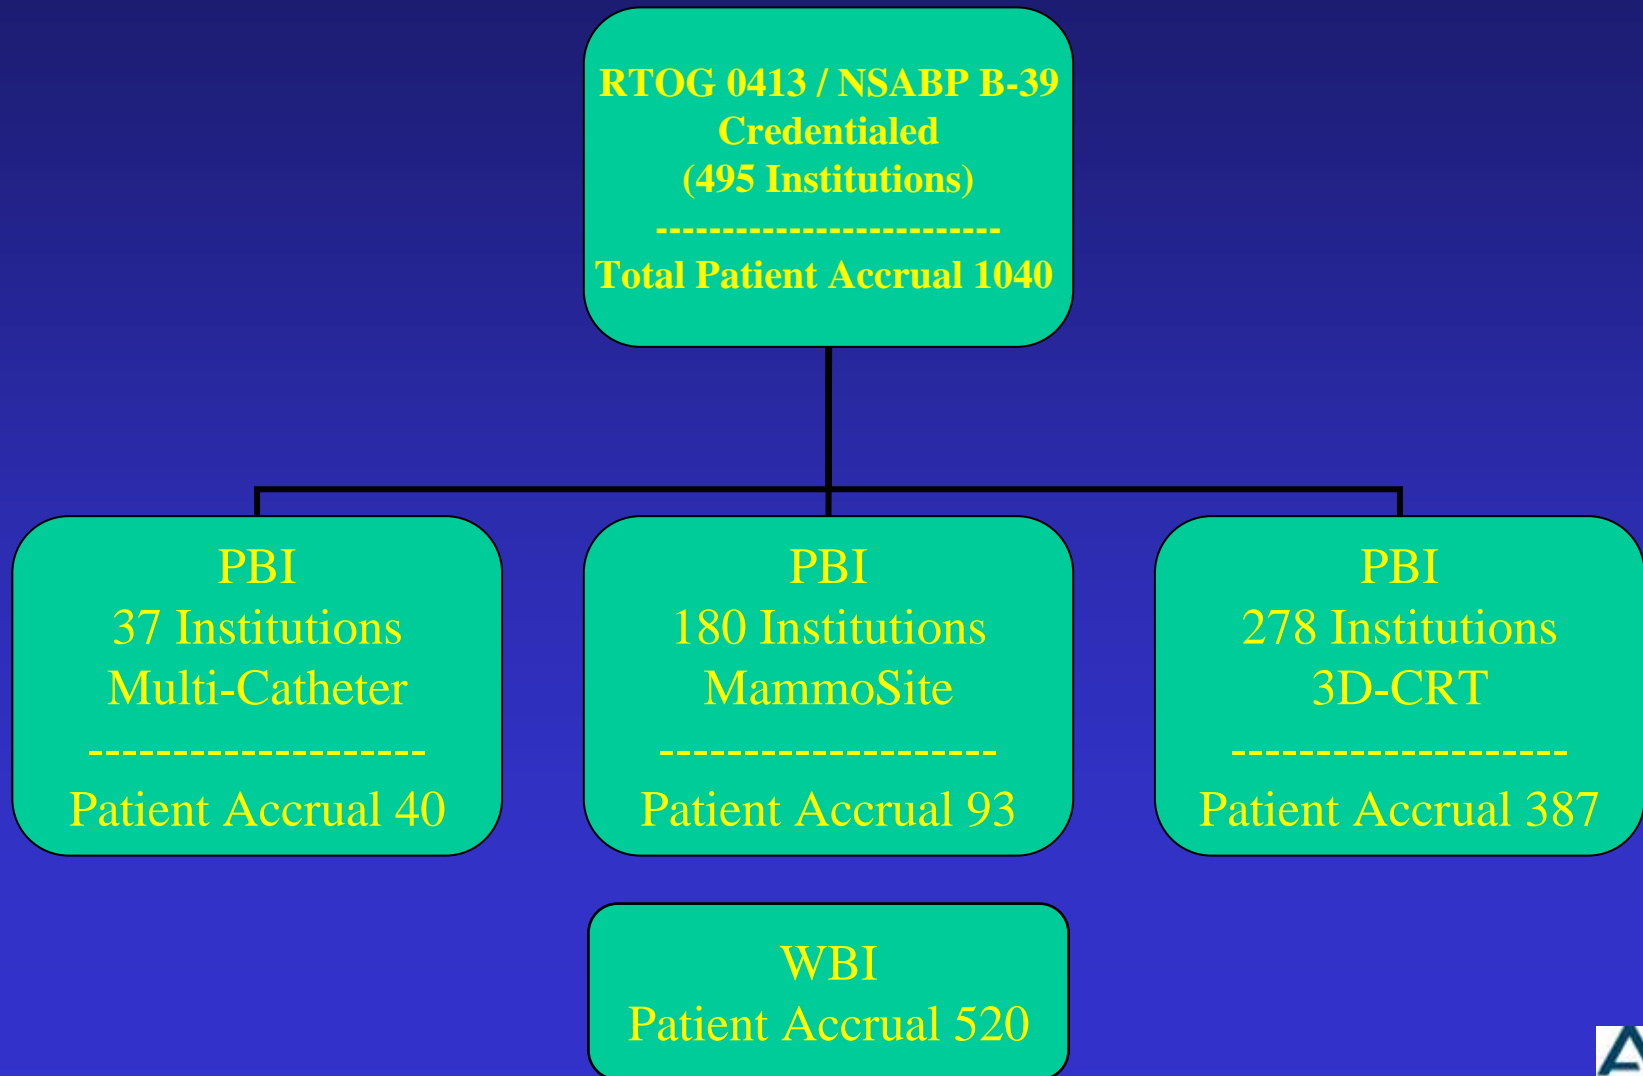 RTOG 0413 / NSABP B-39
Credentialed
(495 Institutions)
--------------------------
Total Patient Accrual 1040
PBI
37 Institutions
Multi-Catheter
--------------------
Patient Accrual 40
PBI
180 Institutions
MammoSite
--------------------
Patient Accrual 93
PBI
278 Institutions
3D-CRT
--------------------
Patient Accrual 387
WBI
Patient Accrual 520